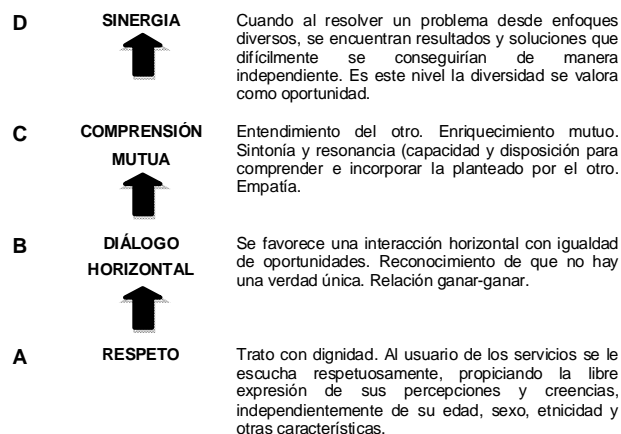 D SINERGIA Cuando al resolver un problema desde enfoques
diversos, se encuentran resultados y soluciones que
difícilmente se conseguirían de manera
independiente. Es este nivel la diversidad se valora
como oportunidad.
C COMPRENSIÓN Entendimiento del otro. Enriquecimiento mutuo.
MUTUA Sintonía y resonancia (capacidad y disposición para
comprender e incorporar la planteado por el otro.
Empatía.
B DIÁLOGO Se favorece una interacción horizontal con igualdad
HORIZONTAL de oportunidades. Reconocimiento de que no hay
una verdad única. Relación ganar-ganar.
A RESPETO Trato con dignidad. Al usuario de los servicios se le
escucha respetuosamente, propiciando la libre
expresión de sus percepciones y creencias,
independientemente de su edad, sexo, etnicidad y
otras características.